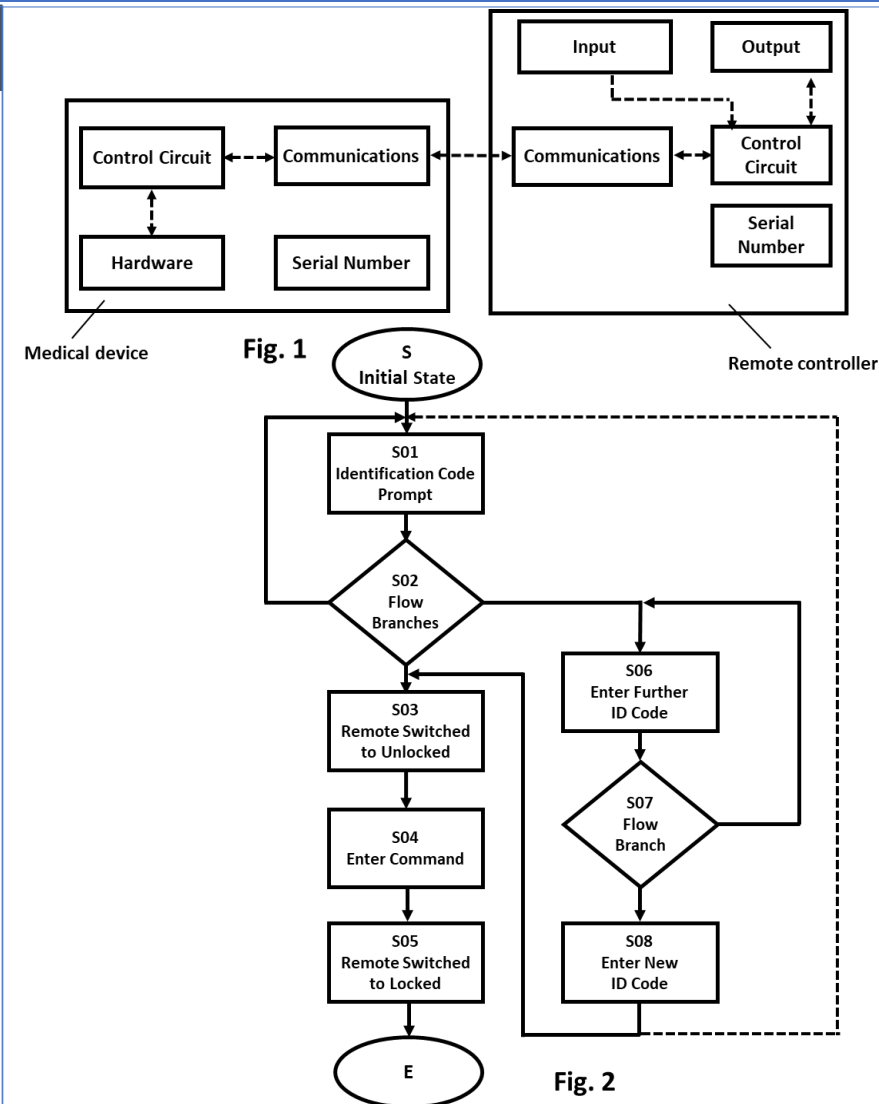 Input
Output
Control Circuit
Communications
Communications
Control
Circuit
Hardware
Serial Number
Serial
Number
Medical device
Fig. 1
Remote controller
S
Initial State
S01
Identification Code
Prompt
S02
Flow
Branches
S03
Remote Switched
to Unlocked
S04
Enter Command
S05
Remote Switched
to Locked
E
S06
Enter Further
ID Code
S07
Flow
Branch
S08
Enter New
ID Code
Fig. 2